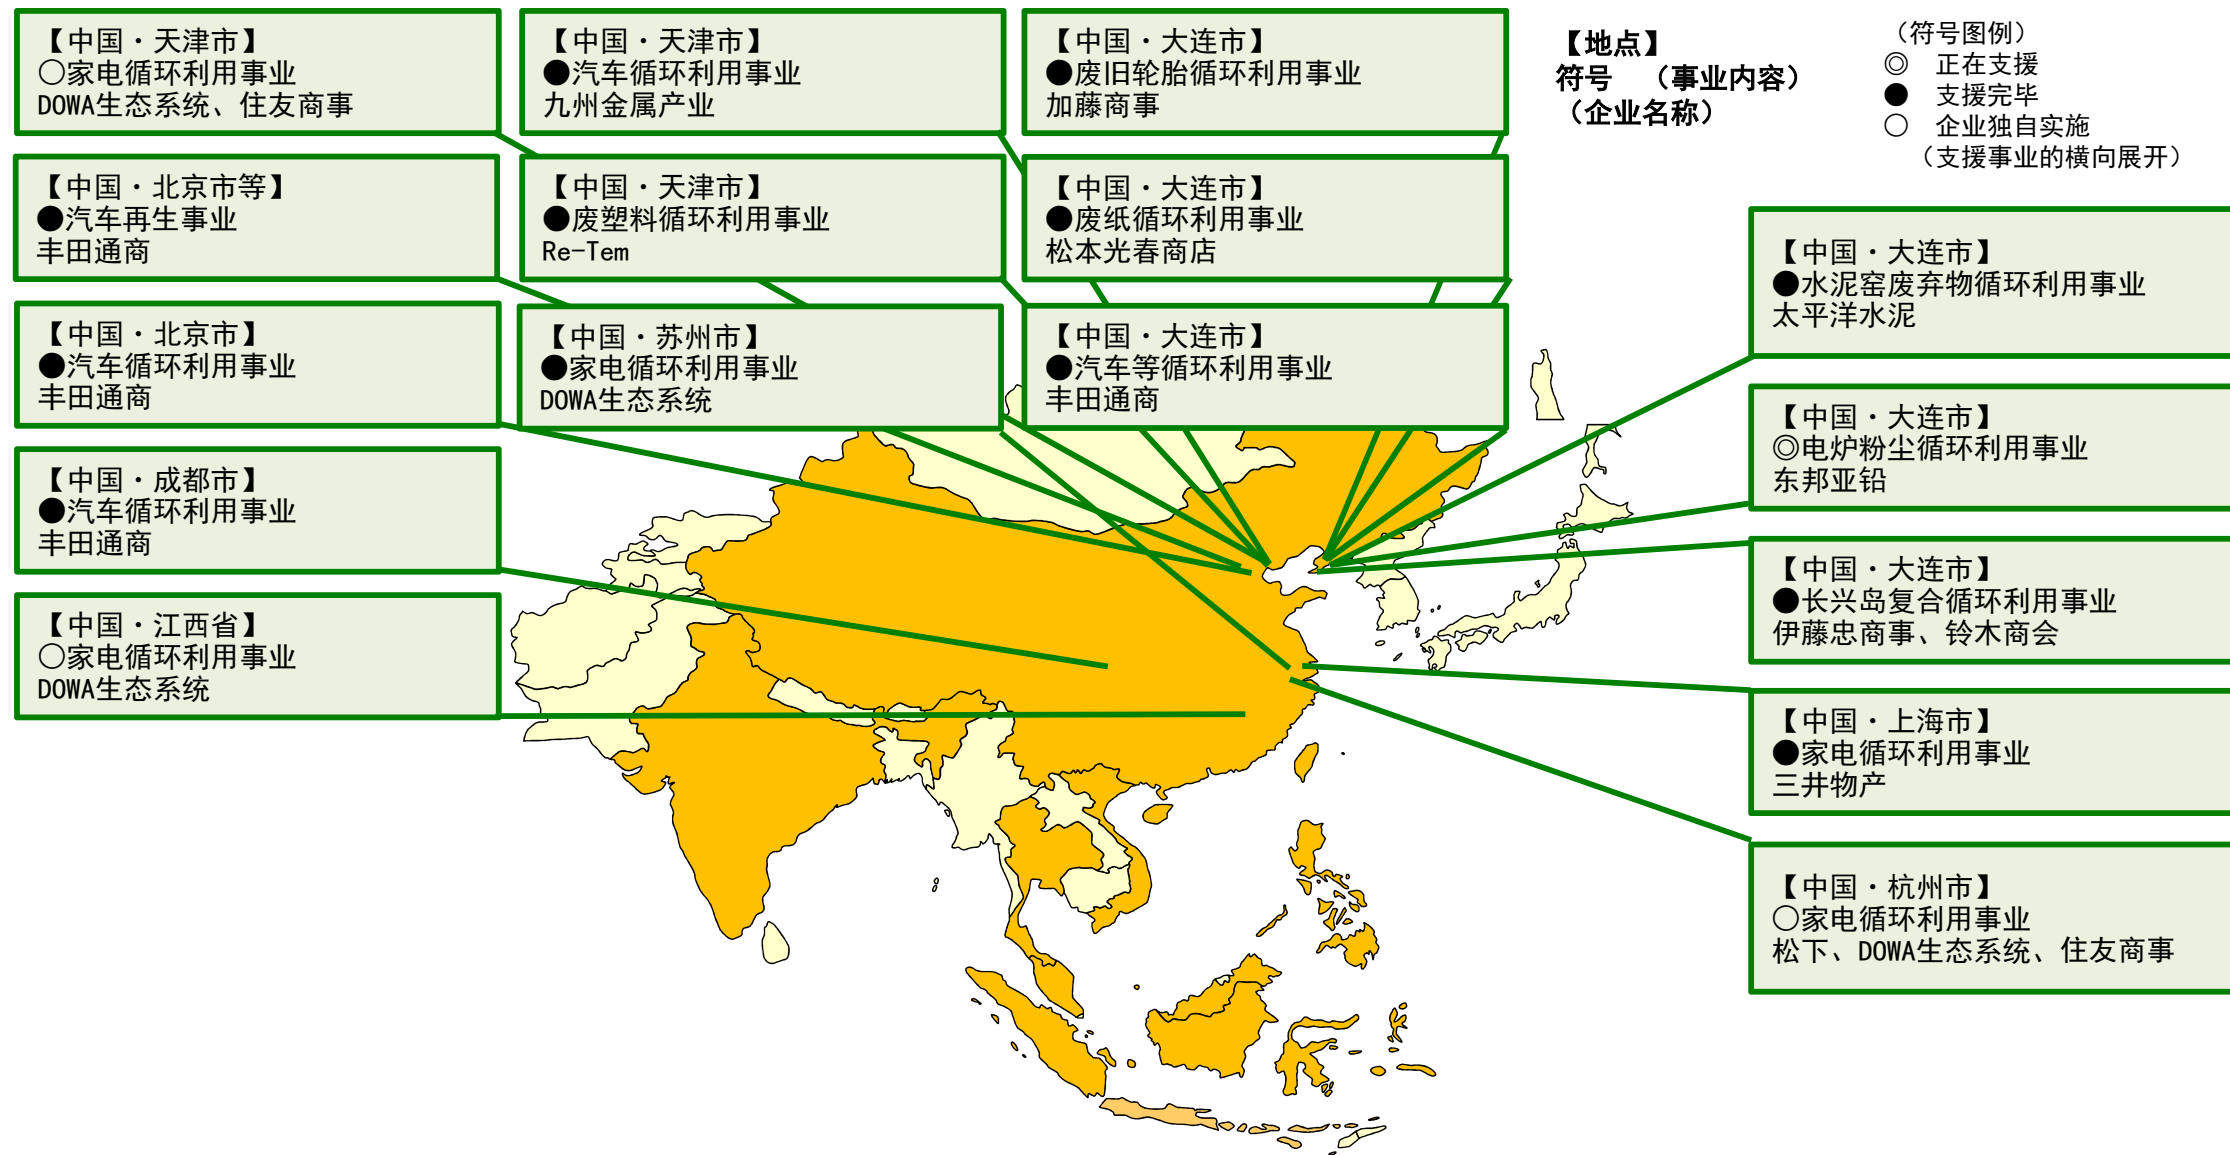 【中国・天津市】
○家电循环利用事业
DOWA生态系统、住友商事
【中国・天津市】
●汽车循环利用事业
九州金属产业
【中国・大连市】
●废旧轮胎循环利用事业
加藤商事
【地点】
符号　（事业内容）
（企业名称）
（符号图例）
◎　正在支援
●　支援完毕
○　企业独自实施
（支援事业的横向展开）
【中国・北京市等】
●汽车再生事业
丰田通商
【中国・天津市】
●废塑料循环利用事业
Re-Tem
【中国・大连市】
●废纸循环利用事业
松本光春商店
【中国・大连市】
●水泥窑废弃物循环利用事业
太平洋水泥
【中国・北京市】
●汽车循环利用事业
丰田通商
【中国・苏州市】
●家电循环利用事业
DOWA生态系统
【中国・大连市】
●汽车等循环利用事业
丰田通商
【中国・大连市】
◎电炉粉尘循环利用事业
东邦亚铅
【中国・成都市】
●汽车循环利用事业
丰田通商
【中国・大连市】
●长兴岛复合循环利用事业
伊藤忠商事、铃木商会
【中国・江西省】
○家电循环利用事业
DOWA生态系统
【中国・上海市】
●家电循环利用事业
三井物产
【中国・杭州市】
○家电循环利用事业
松下、DOWA生态系统、住友商事